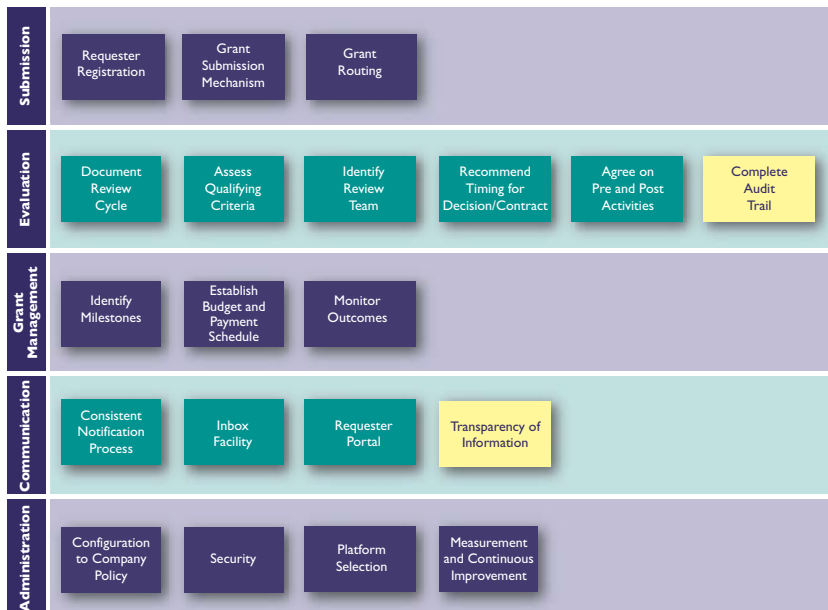 Submission
Requester
Registration
Grant
Submission
Mechanism
Grant
Routing
Evaluation
Document
Review
Cycle
Assess
Qualifying
Criteria
Identify
Review
Team
Recommend
Timing for
Decision/Contract
Agree on
Pre and Post
Activities
Complete
Audit
Trail
Grant
Management
Identify
Milestones
Establish
Budget and
Payment
Schedule
Monitor
Outcomes
Communication
Consistent
Notification
Process
Inbox
Facility
Requester
Portal
Transparency of
Information
Administration
Configuration
to Company
Policy
Security
Platform
Selection
Measurement
and Continuous
Improvement